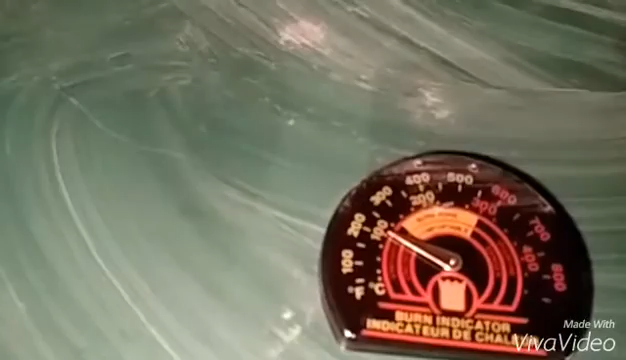 400 500
300 600
200 200 300 700
100
100 400 800
°F °C
BURN INDICATOR
INDICATEUR DE
Made With
VivaVideo